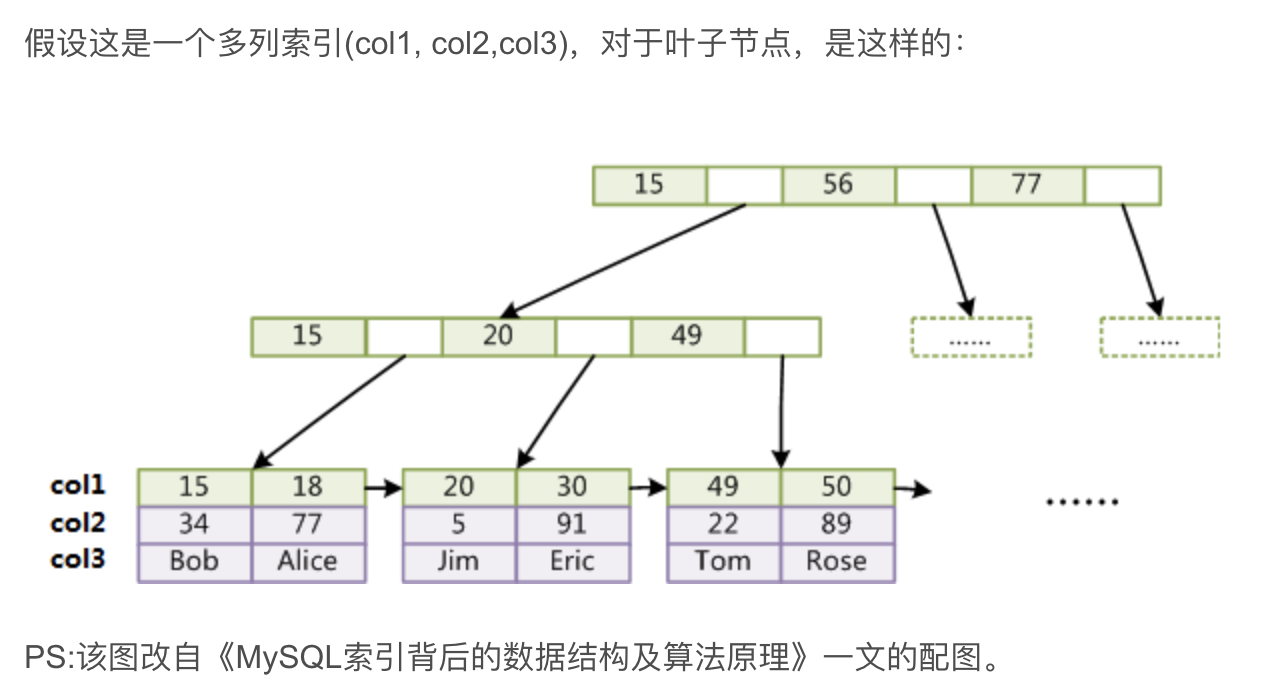 假设这是一个多列索引(col1, col2,col3)，对于叶子节点，是这样的：
15 56 77
15 20 49 ...... ......
col1 15 18 20 30 49 50 ......
col2 34 77 5 91 22 89
col3 Bob Alice Jim Eric Tom Rose
PS:该图改自《MySQL索引背后的数据结构及算法原理》一文的配图。